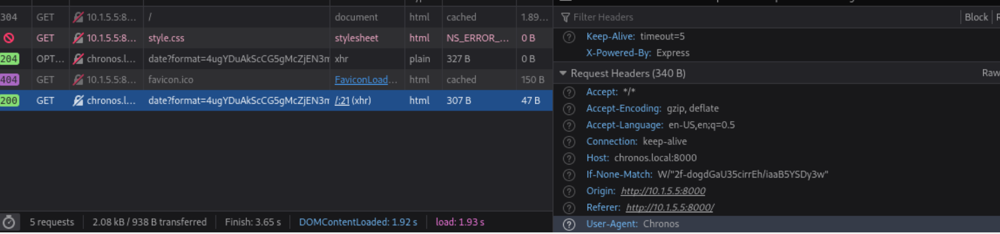 304 GET 10.1.5.5:8... / document html cached 1.89...
GET 10.1.5.5:8... style.css stylesheet html NS_ERROR_... 0 B
204 OPT... chronos.l... date?format=4ugYDuAkScCG5gMcZjEN3m xhr plain 327 B 0 B
404 GET 10.1.5.5:8... favicon.ico FaviconLoad... html cached 150 B
200 GET chronos.l... date?format=4ugYDuAkScCG5gMcZjEN3m /:21 (xhr) html 307 B 47 B
5 requests 2.08 kB / 938 B transferred Finish: 3.65 s DOMContentLoaded: 1.92 s load: 1.93 s
Filter Headers Block
Keep-Alive: timeout=5
X-Powered-By: Express
Request Headers (340 B) Raw
Accept: */*
Accept-Encoding: gzip, deflate
Accept-Language: en-US,en;q=0.5
Connection: keep-alive
Host: chronos.local:8000
If-None-Match: W/"2f-dogdGaU35cirrEh/iaaB5YSDy3w"
Origin: http://10.1.5.5:8000
Referer: http://10.1.5.5:8000/
User-Agent: Chronos